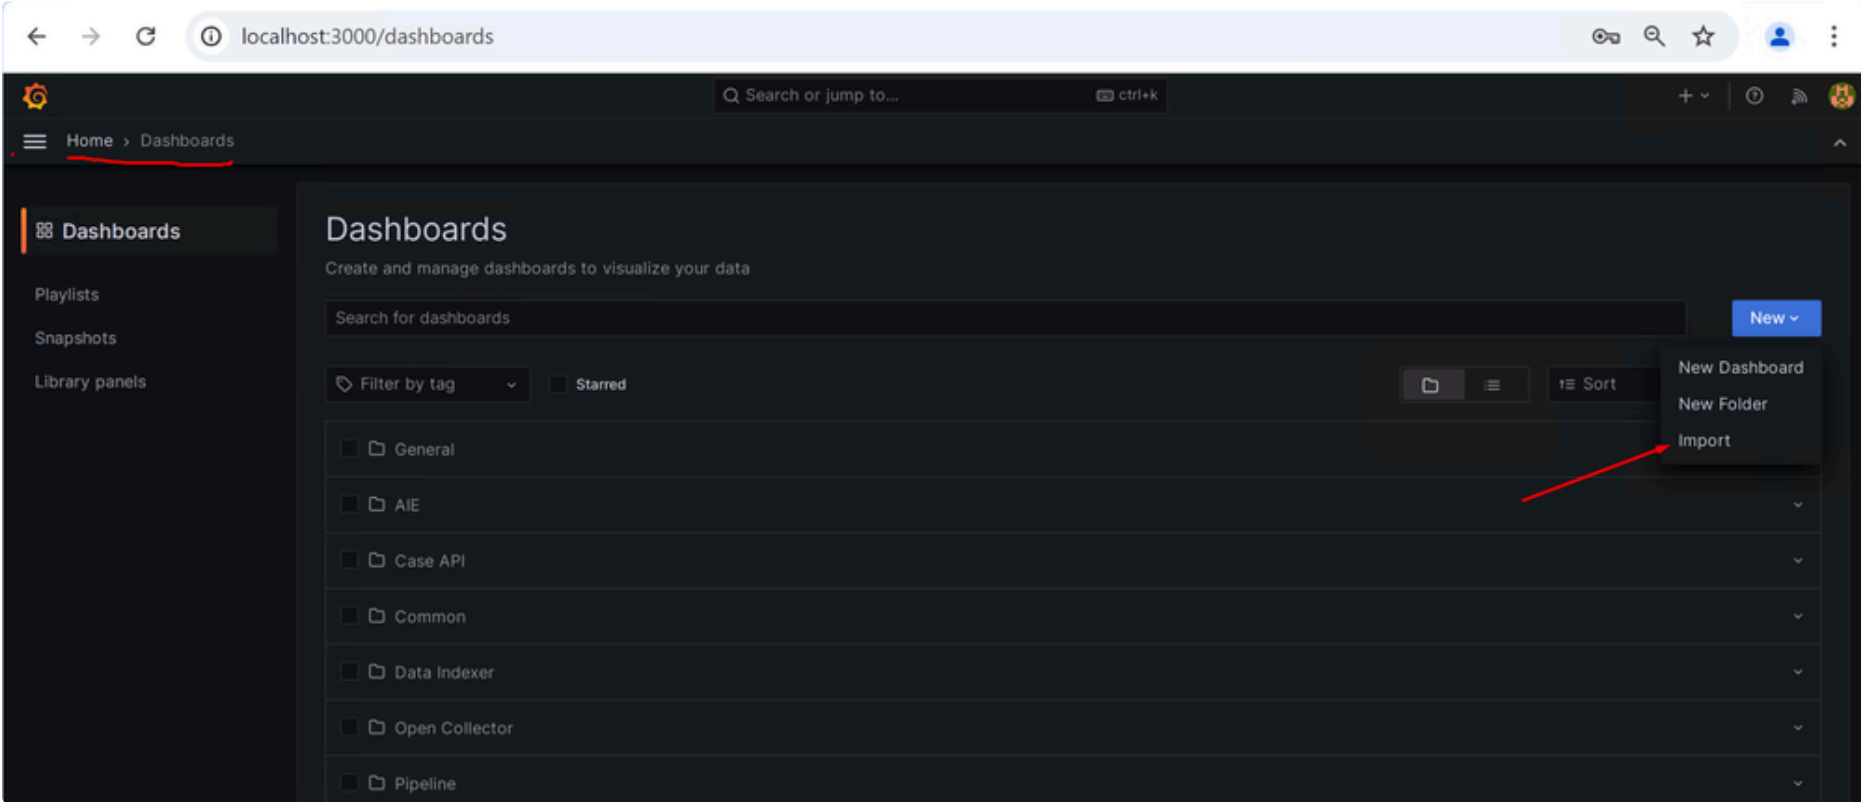 localhost:3000/dashboards
Search or jump to... ctrl+k
Home › Dashboards
Dashboards
Playlists
Snapshots
Library panels
Dashboards
Create and manage dashboards to visualize your data
Search for dashboards
New
New Dashboard
New Folder
Import
Filter by tag
Starred
Sort
General
AIE
Case API
Common
Data Indexer
Open Collector
Pipeline